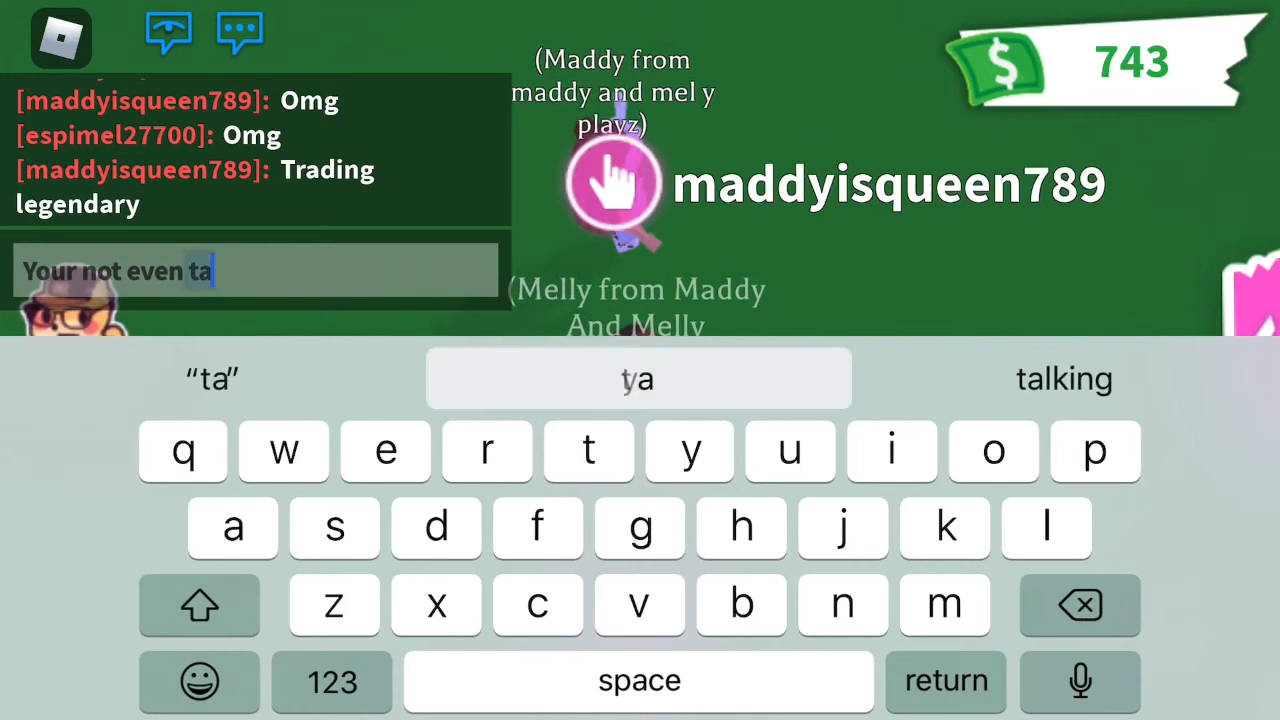 (Maddy from
maddy and mel y
playz)
743
[maddyisqueen789]: Omg
[espimel27700]: Omg
[maddyisqueen789]: Trading
legendary
maddyisqueen789
Your not even ta
(Melly from Maddy
And Melly
“ta” talking
q w e r t y u i o p
a s d f g h j k l
z x c v b n m
123 space return